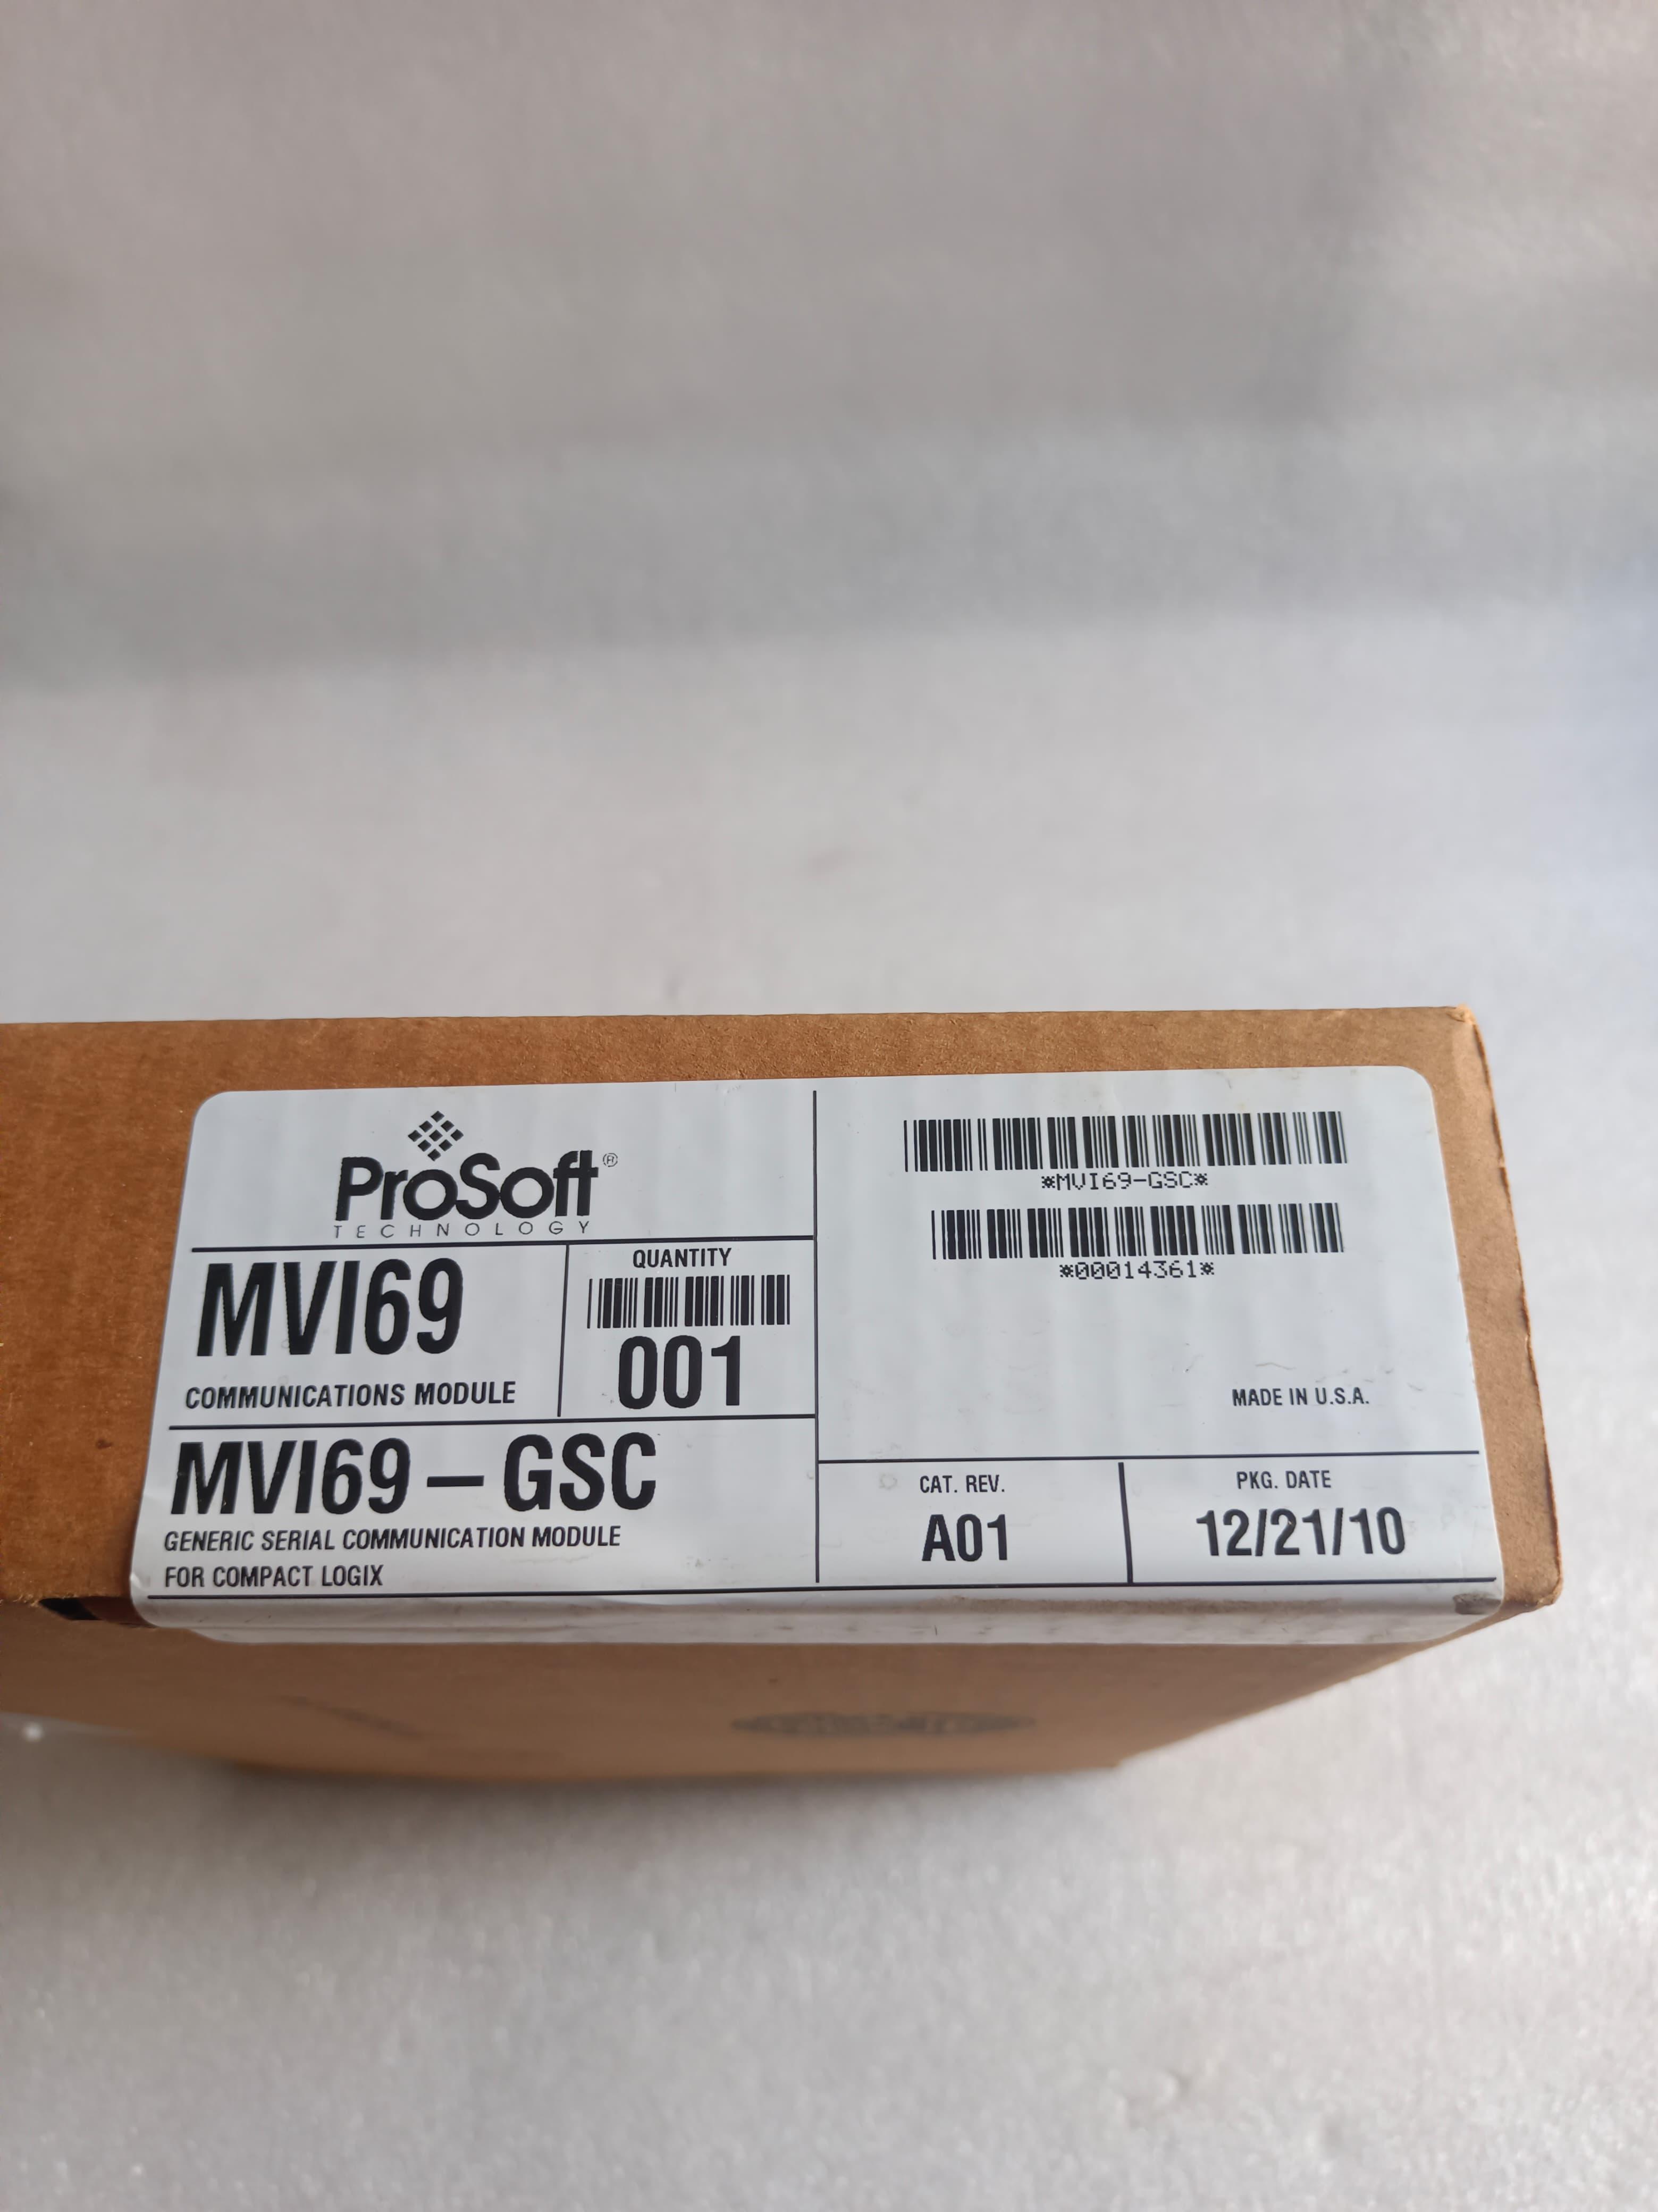 ProSoft®
TECHNOLOGY
MVI69
COMMUNICATIONS MODULE
QUANTITY
001
MVI69-GSC
GENERIC SERIAL COMMUNICATION MODULE
FOR COMPACT LOGIX
*MVI69-GSC*
*00014361*
MADE IN U.S.A.
CAT. REV.
A01
PKG. DATE
12/21/10